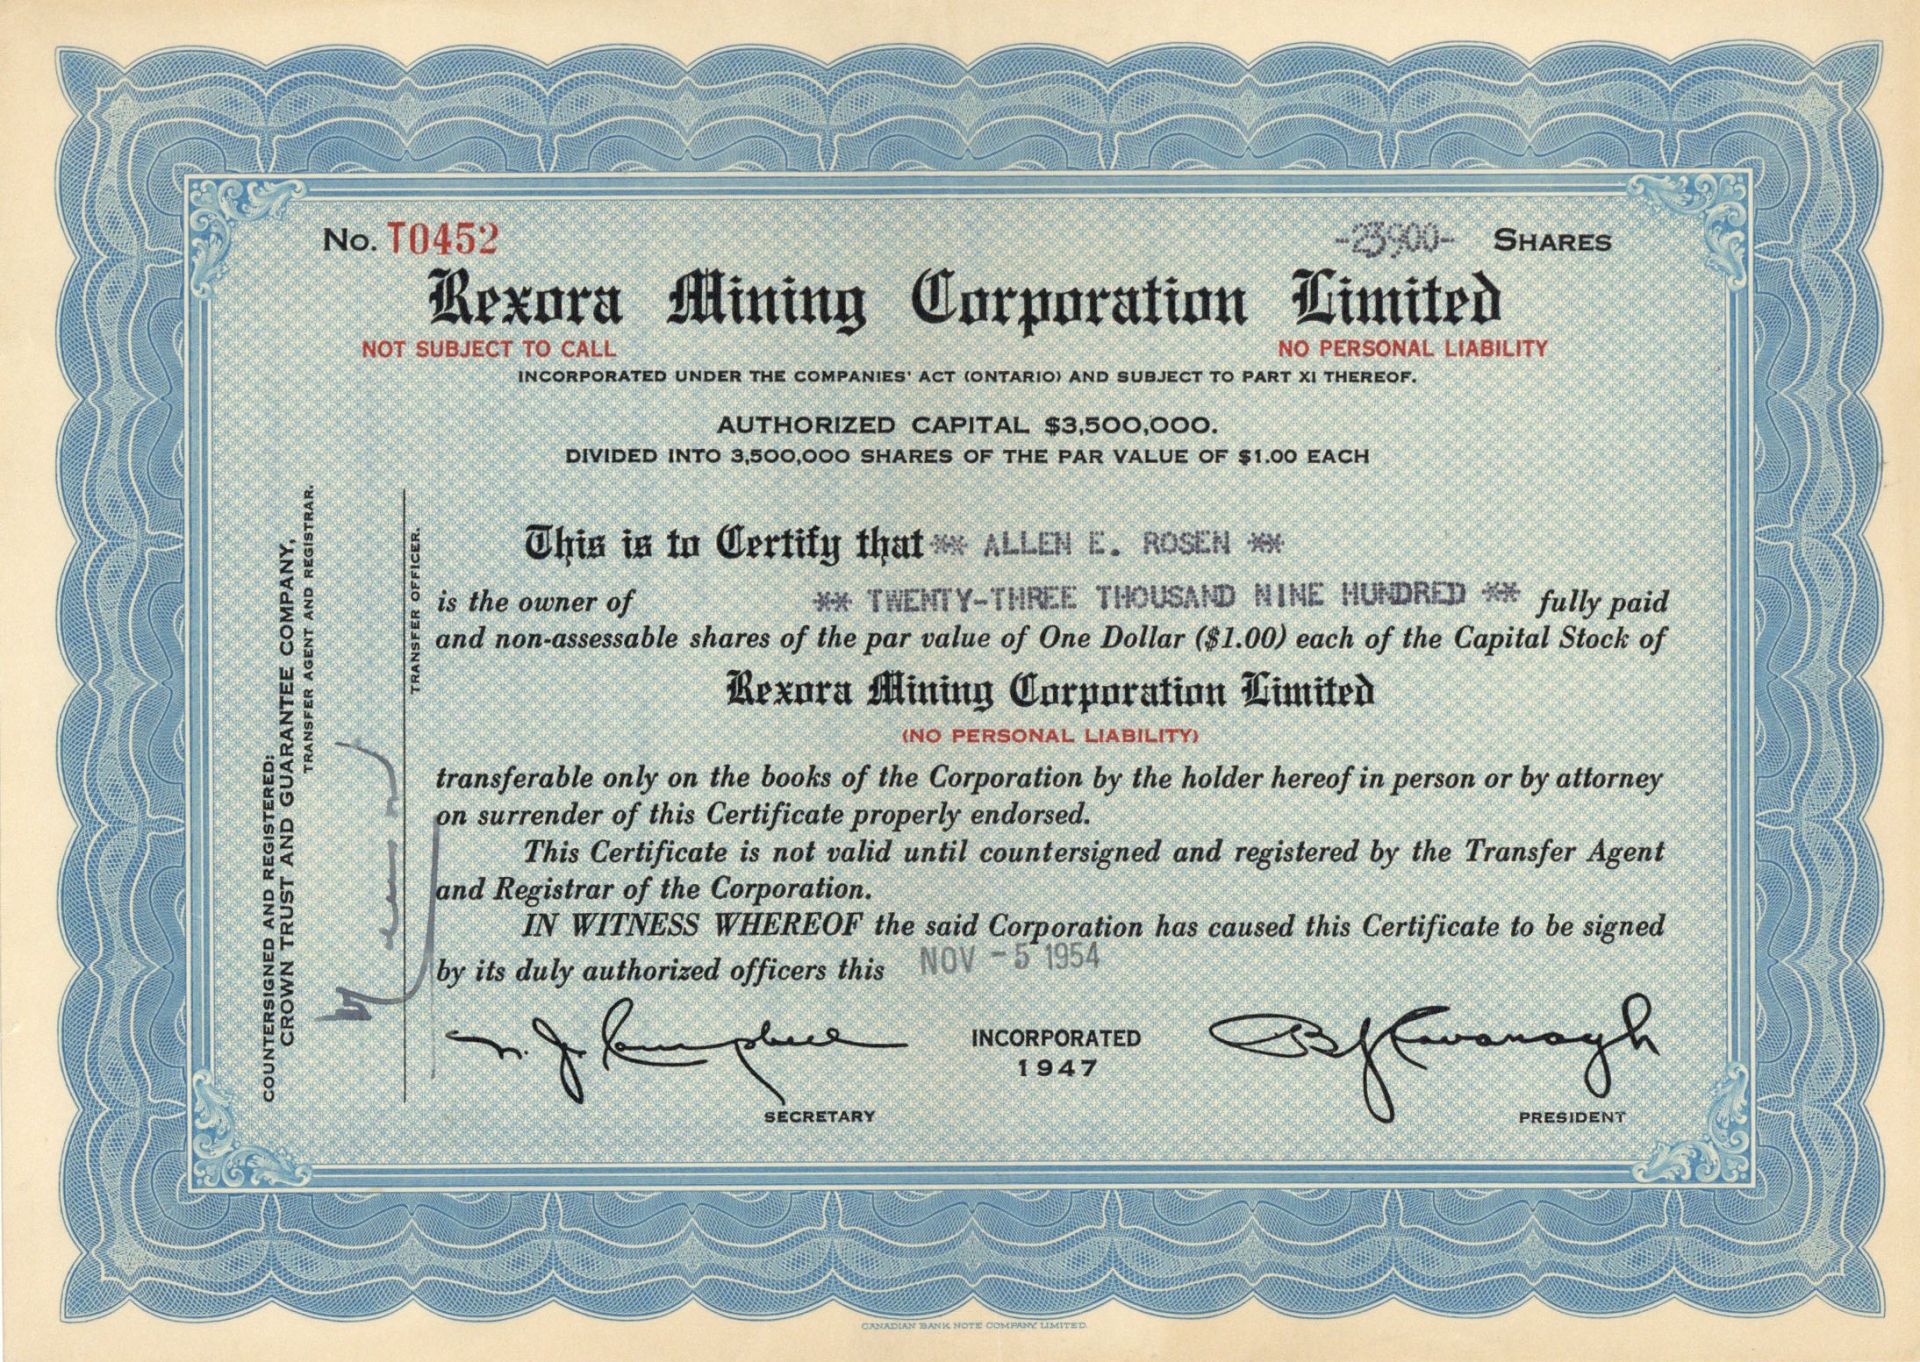 No. T0452 -23900- SHARES
Rexora Mining Corporation Limited
NOT SUBJECT TO CALL NO PERSONAL LIABILITY
INCORPORATED UNDER THE COMPANIES' ACT (ONTARIO) AND SUBJECT TO PART XI THEREOF.
AUTHORIZED CAPITAL $3,500,000.
DIVIDED INTO 3,500,000 SHARES OF THE PAR VALUE OF $1.00 EACH
This is to Certify that ** ALLEN E. ROSEN **
is the owner of ** TWENTY-THREE THOUSAND NINE HUNDRED ** fully paid
and non-assessable shares of the par value of One Dollar ($1.00) each of the Capital Stock of
Rexora Mining Corporation Limited
(NO PERSONAL LIABILITY)
transferable only on the books of the Corporation by the holder hereof in person or by attorney
on surrender of this Certificate properly endorsed.
This Certificate is not valid until countersigned and registered by the Transfer Agent
and Registrar of the Corporation.
IN WITNESS WHEREOF the said Corporation has caused this Certificate to be signed
by its duly authorized officers this NOV - 5 1954
N. J. Campbell INCORPORATED B J Kavanagh
1947
SECRETARY PRESIDENT
COUNTERSIGNED AND REGISTERED:
CROWN TRUST AND GUARANTEE COMPANY,
TRANSFER AGENT AND REGISTRAR.
TRANSFER OFFICER.
CANADIAN BANK NOTE COMPANY, LIMITED.